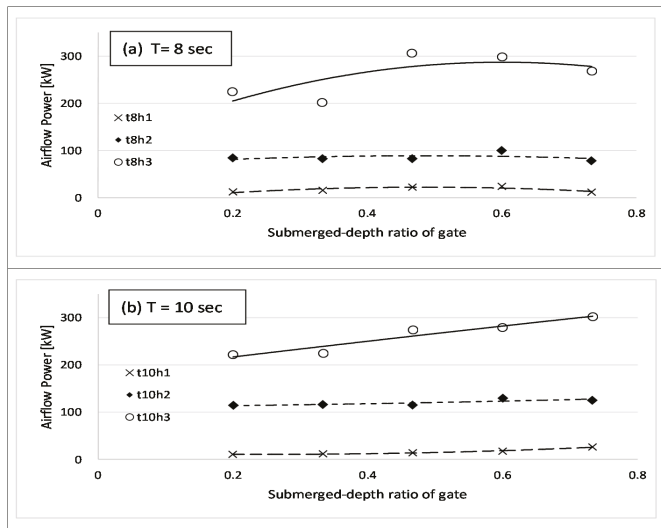 (a) T= 8 sec
Airflow Power [kW]
300
200
100
0
t8h1
t8h2
t8h3
0 0.2 0.4 0.6 0.8
Submerged-depth ratio of gate
(b) T = 10 sec
Airflow Power [kW]
300
200
100
0
t10h1
t10h2
t10h3
0 0.2 0.4 0.6 0.8
Submerged-depth ratio of gate